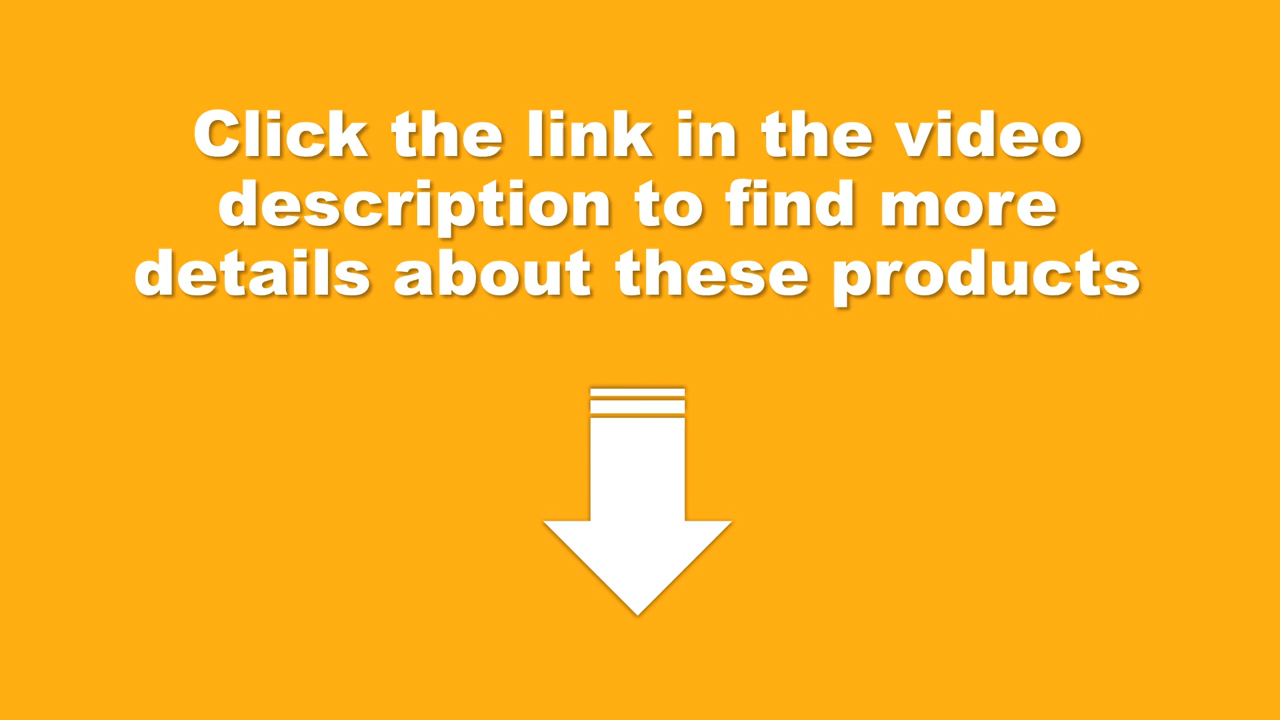 Click the link in the video
description to find more
details about these products